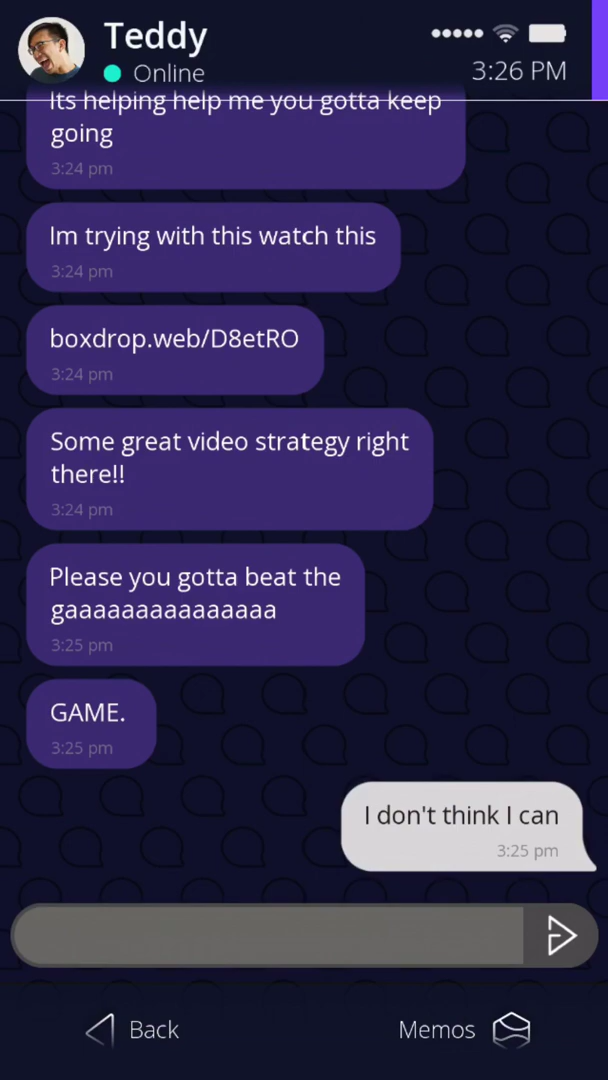 Teddy
Online
3:26 PM
Its helping help me you gotta keep
going
3:24 pm
Im trying with this watch this
3:24 pm
boxdrop.web/D8etRO
3:24 pm
Some great video strategy right
there!!
3:24 pm
Please you gotta beat the
gaaaaaaaaaaaaaaa
3:25 pm
GAME.
3:25 pm
I don't think I can
3:25 pm
Back
Memos